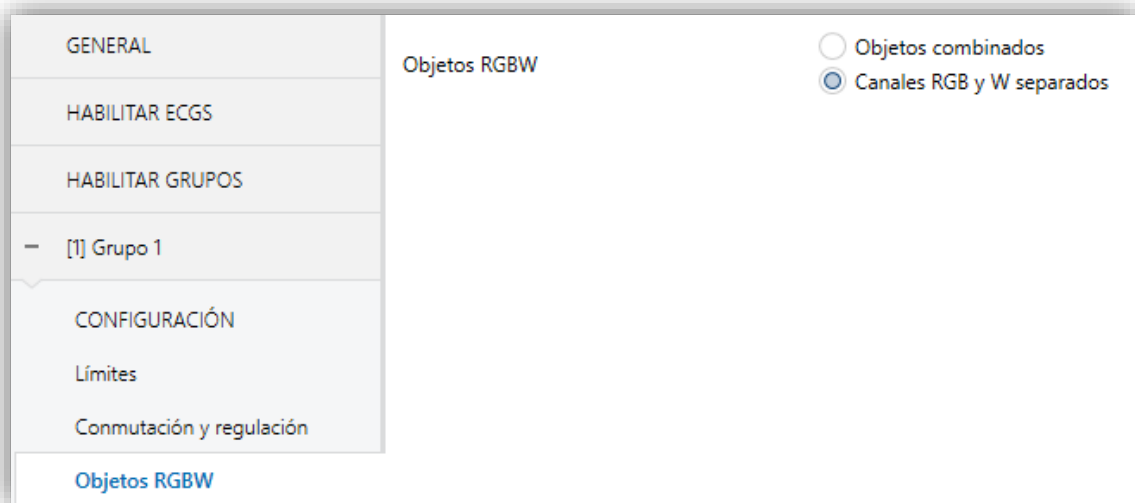 GENERAL
HABILITAR ECGS
HABILITAR GRUPOS
[1] Grupo 1
CONFIGURACIÓN
Límites
Conmutación y regulación
Objetos RGBW
Objetos RGBW
Objetos combinados
Canales RGB y W separados